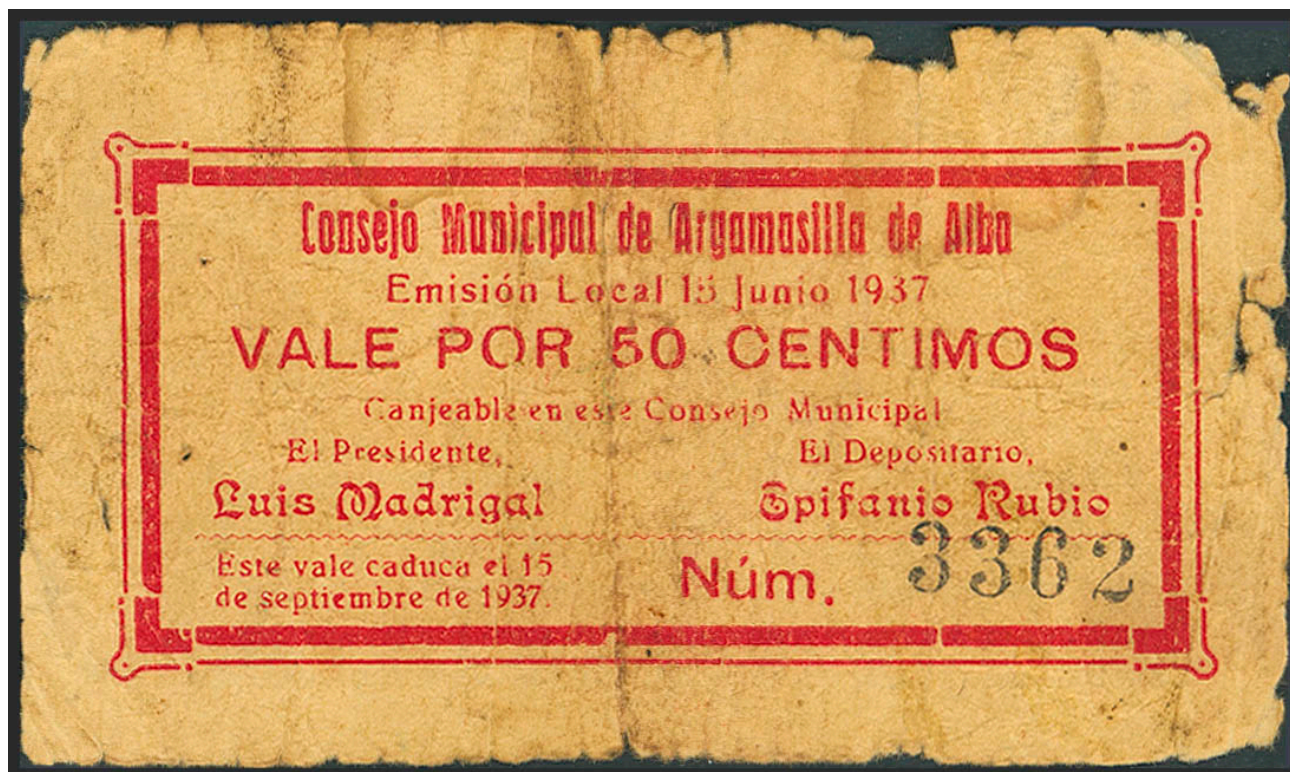 Consejo Municipal de Argamasilla de Alba
Emisión Local 15 Junio 1937
VALE POR 50 CENTIMOS
Canjeable en este Consejo Municipal
El Presidente, El Depositario,
Luis Madrigal Epifanio Rubio
Este vale caduca el 15
de septiembre de 1937.
Núm. 3362